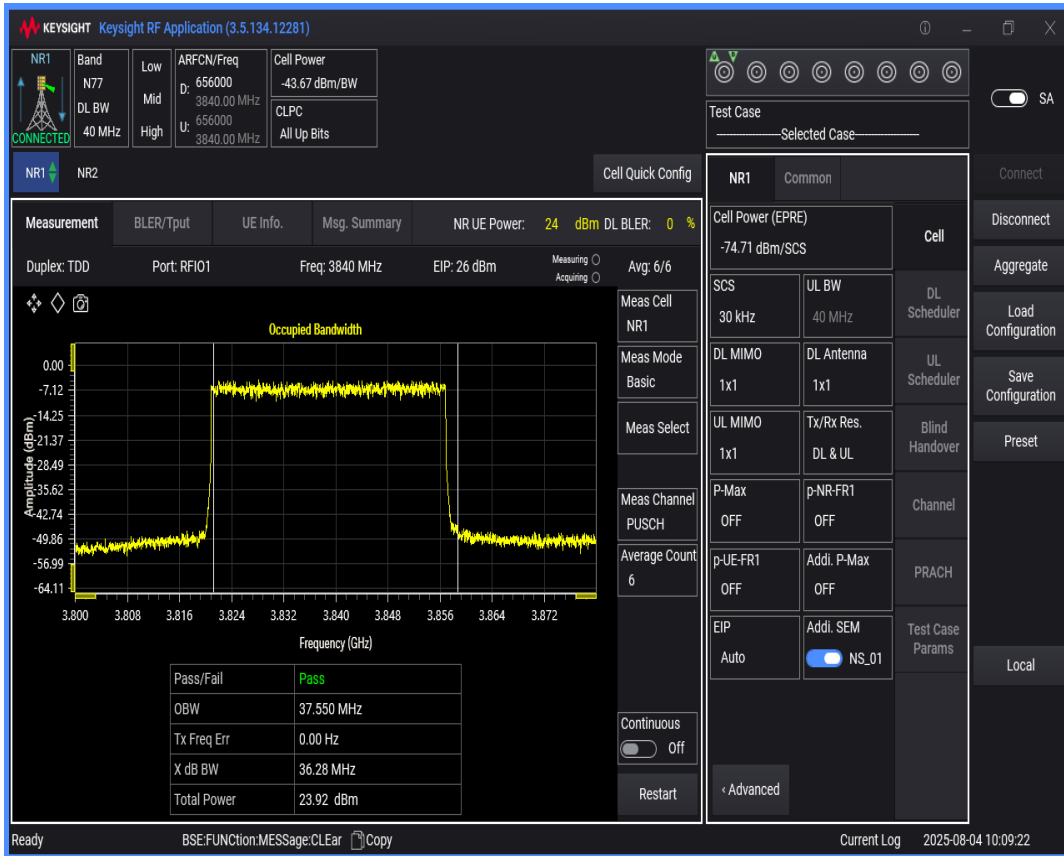 KEYSIGHT Keysight RF Application (3.5.134.12281)
NR1
CONNECTED
Band
N77
DL BW
40 MHz
Low
Mid
High
ARFCN/Freq
D: 656000
3840.00 MHz
U: 656000
3840.00 MHz
Cell Power
-43.67 dBm/BW
CLPC
All Up Bits
Test Case
--------------------Selected Case--------------------
SA
NR1
NR2
Cell Quick Config
NR1
Common
Connect
Disconnect
Aggregate
Load
Configuration
Save
Configuration
Preset
Local
Measurement
BLER/Tput
UE Info.
Msg. Summary
NR UE Power: 24 dBm DL BLER: 0 %
Duplex: TDD
Port: RFIO1
Freq: 3840 MHz
EIP: 26 dBm
Measuring
Acquiring
Avg: 6/6
Occupied Bandwidth
Amplitude (dBm)
0.00
-7.12
-14.25
-21.37
-28.49
-35.62
-42.74
-49.86
-56.99
-64.11
3.800 3.808 3.816 3.824 3.832 3.840 3.848 3.856 3.864 3.872
Frequency (GHz)
Pass/Fail Pass
OBW 37.550 MHz
Tx Freq Err 0.00 Hz
X dB BW 36.28 MHz
Total Power 23.92 dBm
Meas Cell
NR1
Meas Mode
Basic
Meas Select
Meas Channel
PUSCH
Average Count
6
Continuous
Off
Restart
Cell Power (EPRE)
-74.71 dBm/SCS
SCS
30 kHz
UL BW
40 MHz
DL MIMO
1x1
DL Antenna
1x1
UL MIMO
1x1
Tx/Rx Res.
DL & UL
P-Max
OFF
p-NR-FR1
OFF
p-UE-FR1
OFF
Addi. P-Max
OFF
EIP
Auto
Addi. SEM
NS_01
‹ Advanced
Cell
DL
Scheduler
UL
Scheduler
Blind
Handover
Channel
PRACH
Test Case
Params
Ready
BSE:FUNCtion:MESSage:CLEar Copy
Current Log
2025-08-04 10:09:22